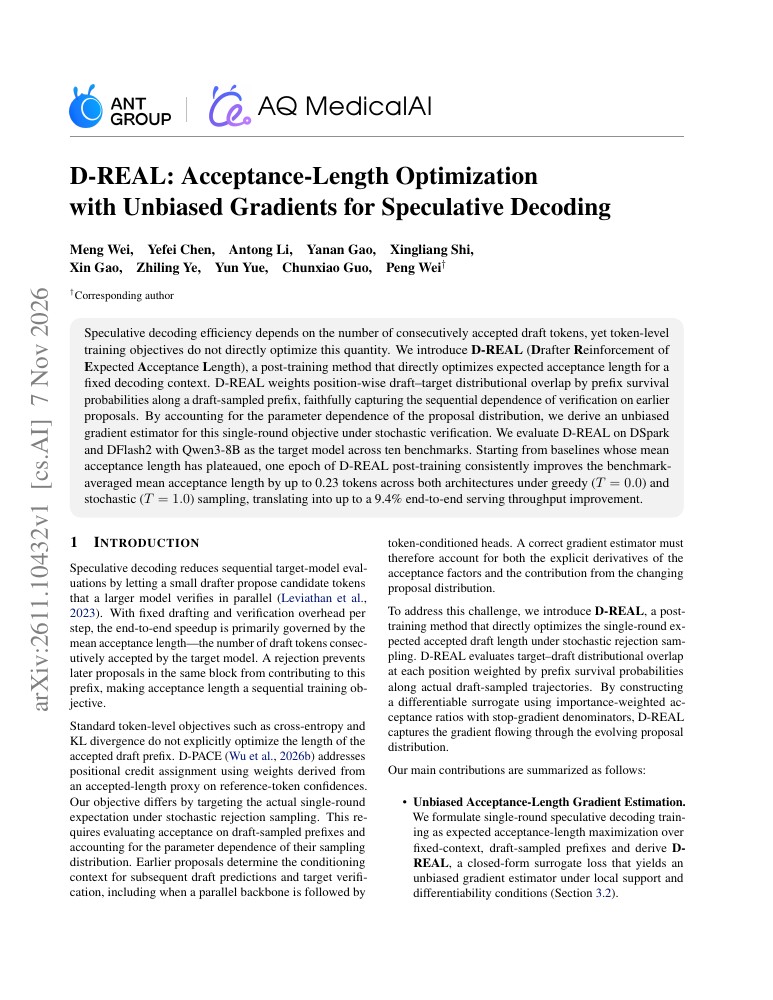 ANT
GROUP
AQ MedicalAI
D-REAL: Acceptance-Length Optimization
with Unbiased Gradients for Speculative Decoding
Meng Wei, Yefei Chen, Antong Li, Yanan Gao, Xingliang Shi,
Xin Gao, Zhiling Ye, Yun Yue, Chunxiao Guo, Peng Wei†
†Corresponding author
Speculative decoding efficiency depends on the number of consecutively accepted draft tokens, yet token-level
training objectives do not directly optimize this quantity. We introduce D-REAL (Drafter Reinforcement of
Expected Acceptance Length), a post-training method that directly optimizes expected acceptance length for a
fixed decoding context. D-REAL weights position-wise draft–target distributional overlap by prefix survival
probabilities along a draft-sampled prefix, faithfully capturing the sequential dependence of verification on earlier
proposals. By accounting for the parameter dependence of the proposal distribution, we derive an unbiased
gradient estimator for this single-round objective under stochastic verification. We evaluate D-REAL on DSpark
and DFlash2 with Qwen3-8B as the target model across ten benchmarks. Starting from baselines whose mean
acceptance length has plateaued, one epoch of D-REAL post-training consistently improves the benchmark-
averaged mean acceptance length by up to 0.23 tokens across both architectures under greedy (T = 0.0) and
stochastic (T = 1.0) sampling, translating into up to a 9.4% end-to-end serving throughput improvement.
1 INTRODUCTION
Speculative decoding reduces sequential target-model eval-
uations by letting a small drafter propose candidate tokens
that a larger model verifies in parallel (Leviathan et al.,
2023). With fixed drafting and verification overhead per
step, the end-to-end speedup is primarily governed by the
mean acceptance length—the number of draft tokens consec-
utively accepted by the target model. A rejection prevents
later proposals in the same block from contributing to this
prefix, making acceptance length a sequential training ob-
jective.
Standard token-level objectives such as cross-entropy and
KL divergence do not explicitly optimize the length of the
accepted draft prefix. D-PACE (Wu et al., 2026b) addresses
positional credit assignment using weights derived from
an accepted-length proxy on reference-token confidences.
Our objective differs by targeting the actual single-round
expectation under stochastic rejection sampling. This re-
quires evaluating acceptance on draft-sampled prefixes and
accounting for the parameter dependence of their sampling
distribution. Earlier proposals determine the conditioning
context for subsequent draft predictions and target verifi-
cation, including when a parallel backbone is followed by
token-conditioned heads. A correct gradient estimator must
therefore account for both the explicit derivatives of the
acceptance factors and the contribution from the changing
proposal distribution.
To address this challenge, we introduce D-REAL, a post-
training method that directly optimizes the single-round ex-
pected accepted draft length under stochastic rejection sam-
pling. D-REAL evaluates target–draft distributional overlap
at each position weighted by prefix survival probabilities
along actual draft-sampled trajectories. By constructing
a differentiable surrogate using importance-weighted ac-
ceptance ratios with stop-gradient denominators, D-REAL
captures the gradient flowing through the evolving proposal
distribution.
Our main contributions are summarized as follows:
• Unbiased Acceptance-Length Gradient Estimation.
We formulate single-round speculative decoding train-
ing as expected acceptance-length maximization over
fixed-context, draft-sampled prefixes and derive D-
REAL, a closed-form surrogate loss that yields an
unbiased gradient estimator under local support and
differentiability conditions (Section 3.2).
arXiv:2611.10432v1 [cs.AI] 7 Nov 2026